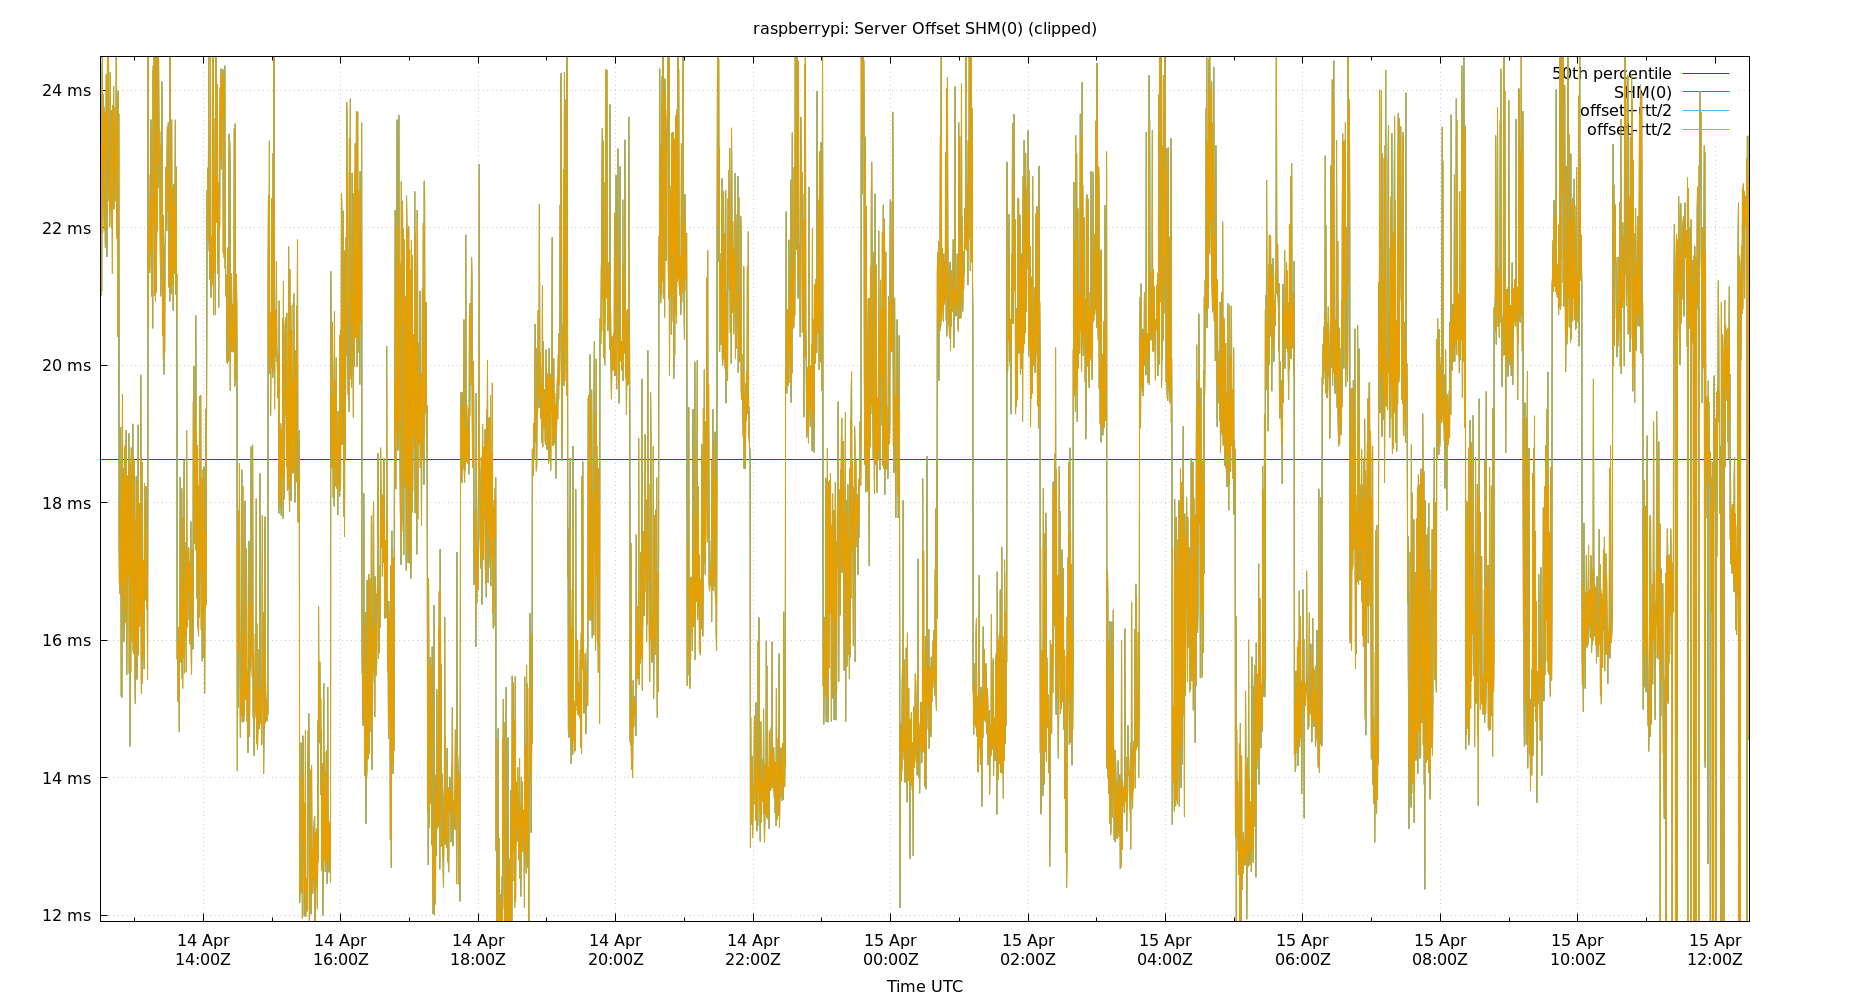 raspberrypi: Server Offset SHM(0) (clipped)
24 ms
22 ms
20 ms
18 ms
16 ms
14 ms
12 ms
50th percentile
SHM(0)
offset+rtt/2
offset-rtt/2
14 Apr 14 Apr 14 Apr 14 Apr 14 Apr 15 Apr 15 Apr 15 Apr 15 Apr 15 Apr 15 Apr 15 Apr
14:00Z 16:00Z 18:00Z 20:00Z 22:00Z 00:00Z 02:00Z 04:00Z 06:00Z 08:00Z 10:00Z 12:00Z
Time UTC